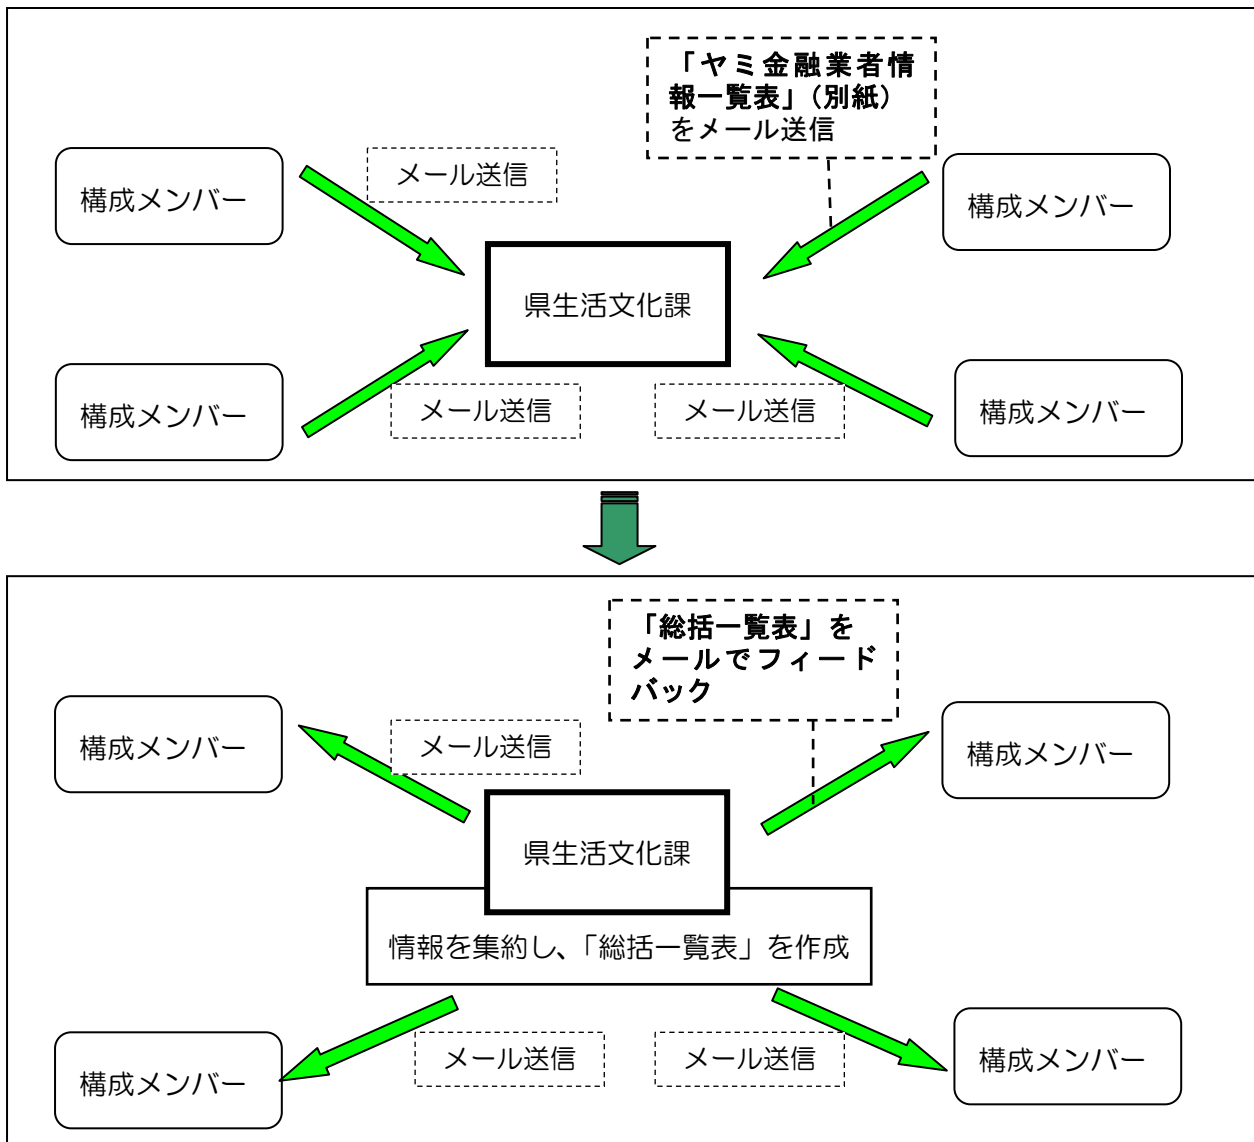 「ヤミ金融業者情
報一覧表」（別紙）
をメール送信
メール送信
構成メンバー
構成メンバー
県生活文化課
構成メンバー
メール送信
メール送信
構成メンバー
「総括一覧表」を
メールでフィード
バック
構成メンバー
メール送信
構成メンバー
県生活文化課
情報を集約し、「総括一覧表」を作成
構成メンバー
メール送信
メール送信
構成メンバー